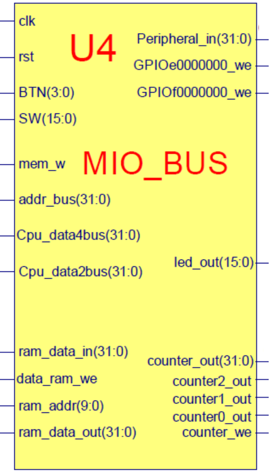 clk
U4
rst
Peripheral_in(31:0)
GPIOe0000000_we
BTN(3:0)
GPIOf0000000_we
SW(15:0)
mem_w
MIO_BUS
addr_bus(31:0)
Cpu_data4bus(31:0)
Cpu_data2bus(31:0)
led_out(15:0)
ram_data_in(31:0)
counter_out(31:0)
data_ram_we
counter2_out
counter1_out
ram_addr(9:0)
counter0_out
ram_data_out(31:0)
counter_we